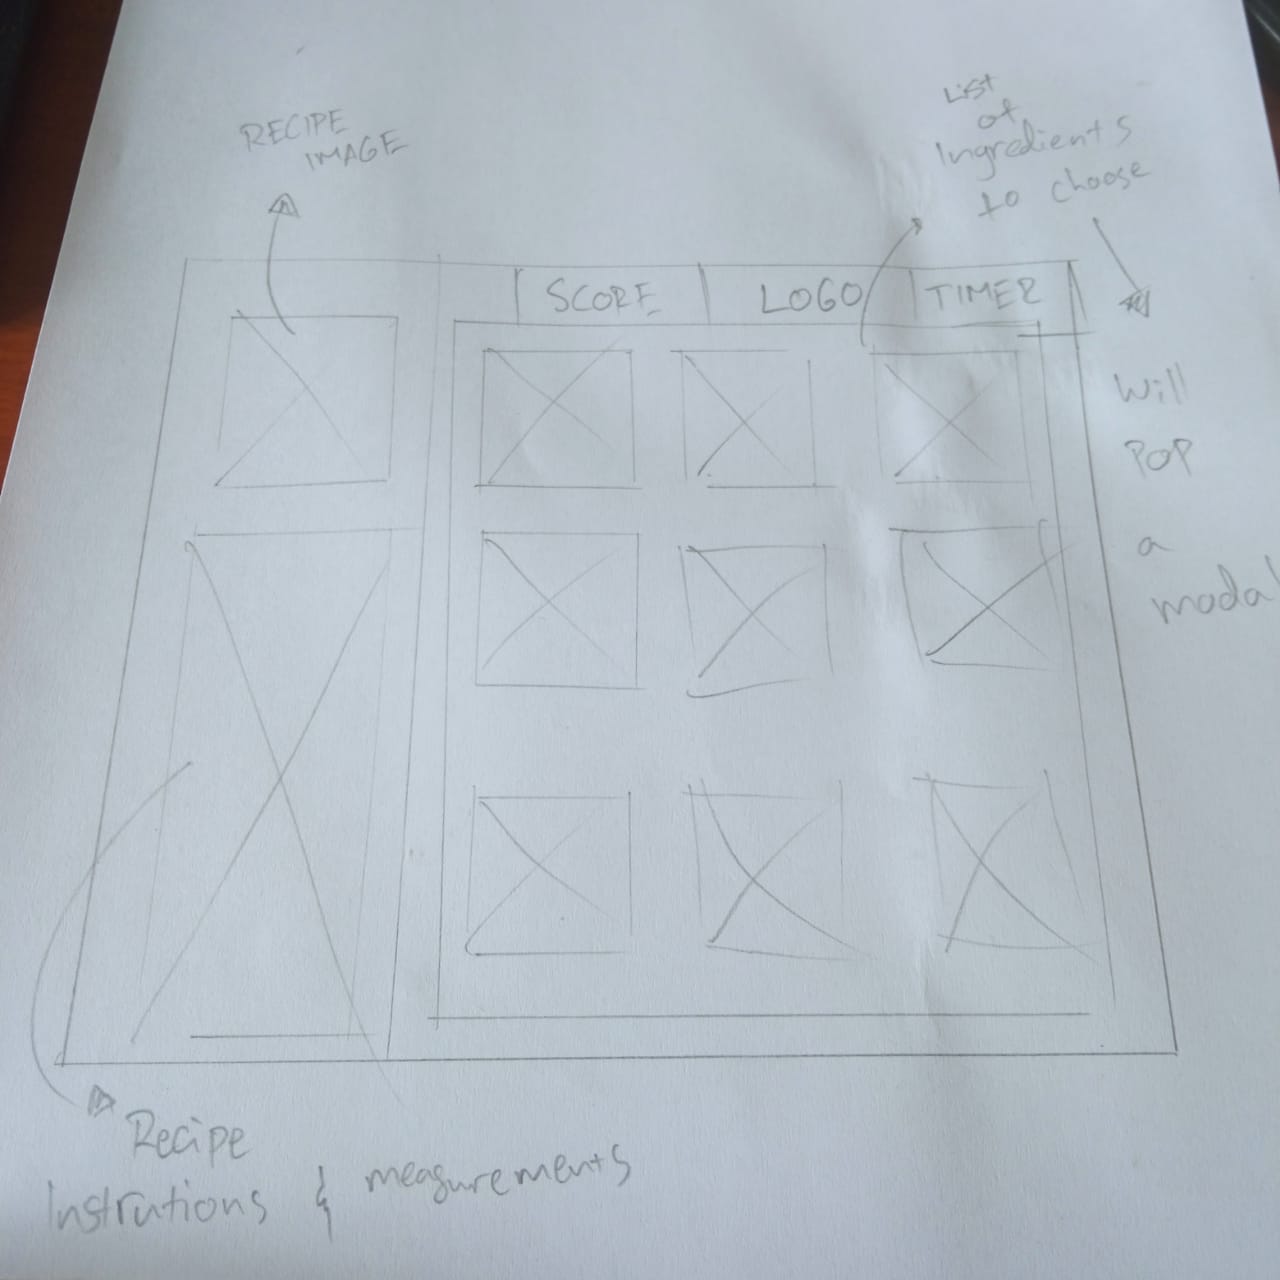 RECIPE
IMAGE
List
of
Ingredients
to choose
SCORE
LOGO
TIMER
Will
POP
a
modal
Recipe
Instrutions & measurements